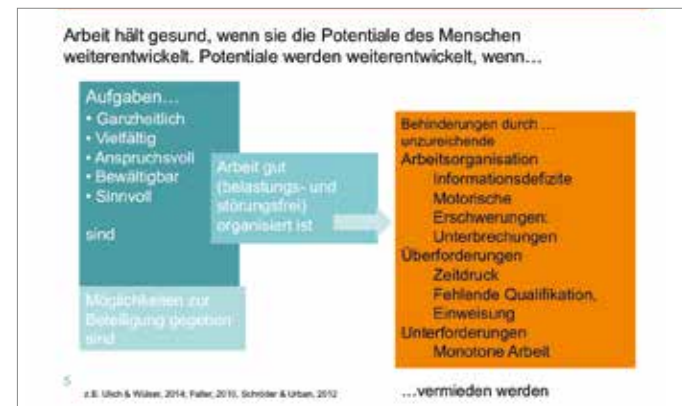 Arbeit hält gesund, wenn sie die Potentiale des Menschen
weiterentwickelt. Potentiale werden weiterentwickelt, wenn…
Aufgaben…
• Ganzheitlich
• Vielfältig
• Anspruchsvoll
• Bewältigbar
• Sinnvoll
sind
Arbeit gut
(belastungs- und
störungsfrei)
organisiert ist
Möglichkeiten zur
Beteiligung gegeben
sind
Behinderungen durch …
unzureichende
Arbeitsorganisation
Informationsdefizite
Motorische
Erschwerungen:
Unterbrechungen
Überforderungen
Zeitdruck
Fehlende Qualifikation,
Einweisung
Unterforderungen
Monotone Arbeit
…vermieden werden
5
z.B. Ulich & Wülser, 2014, Faller, 2010, Schröder & Urban, 2012